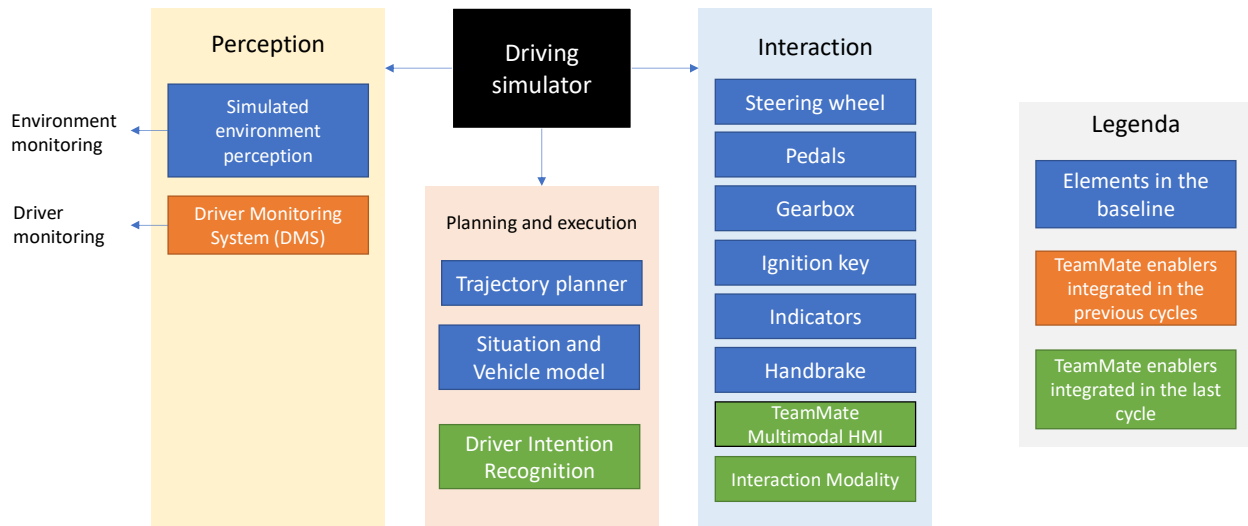 Environment
monitoring
Driver
monitoring
Perception
Simulated
environment
perception
Driver Monitoring
System (DMS)
Driving
simulator
Planning and execution
Trajectory planner
Situation and
Vehicle model
Driver Intention
Recognition
Interaction
Steering wheel
Pedals
Gearbox
Ignition key
Indicators
Handbrake
TeamMate
Multimodal HMI
Interaction Modality
Legenda
Elements in the
baseline
TeamMate enablers
integrated in the
previous cycles
TeamMate enablers
integrated in the last
cycle